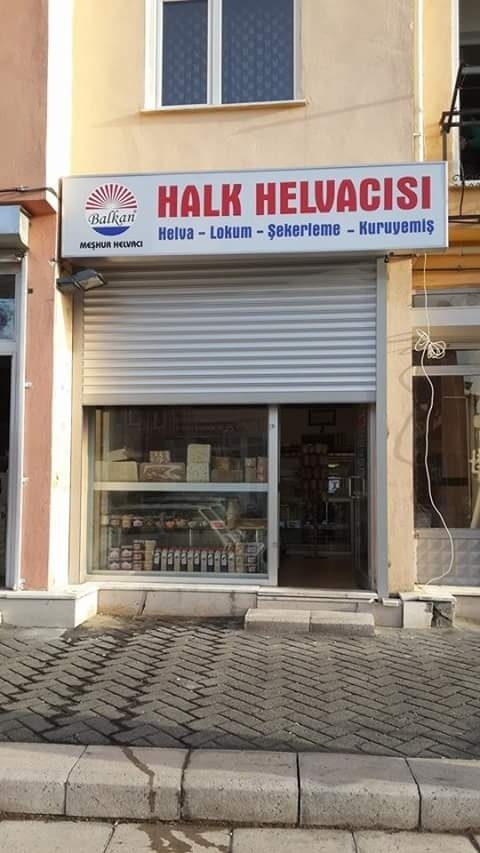 HALK HELVACISI
Helva - Lokum - Şekerleme - Kuruyemiş
Balkan
MEŞHUR HELVACI